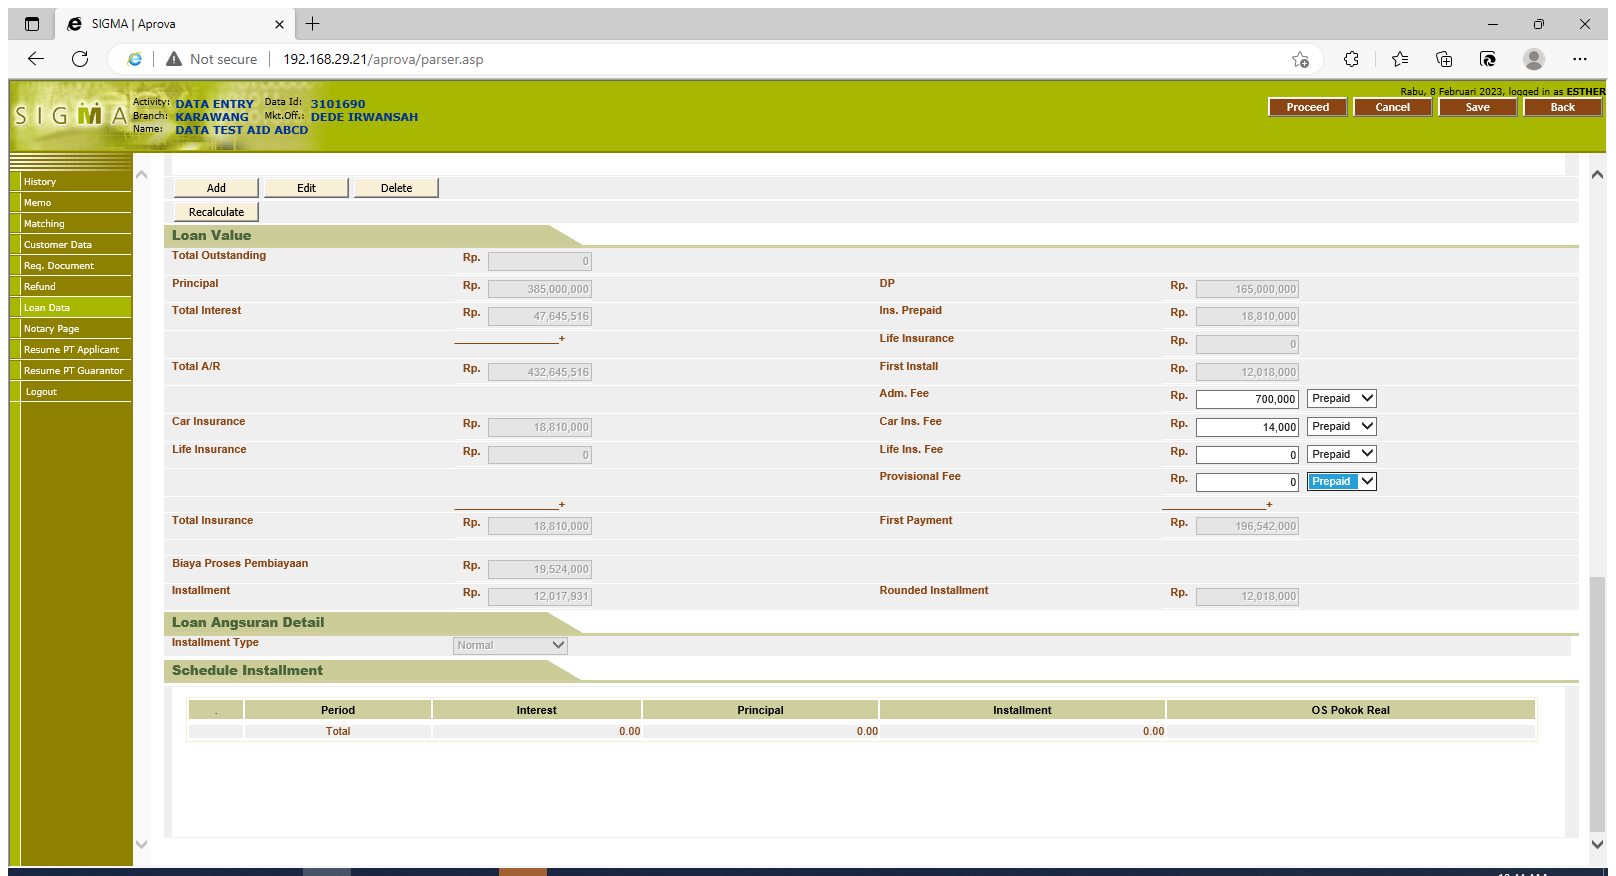 SIGMA | Aprova
Not secure | 192.168.29.21/aprova/parser.asp
Rabu, 8 Februari 2023, logged in as ESTHER
SIGMA
Activity: DATA ENTRY Data Id: 3101690
Branch: KARAWANG Mkt.Off.: DEDE IRWANSAH
Name: DATA TEST AID ABCD
Proceed Cancel Save Back
History
Memo
Matching
Customer Data
Req. Document
Refund
Loan Data
Notary Page
Resume PT Applicant
Resume PT Guarantor
Logout
Add Edit Delete
Recalculate
Loan Value
Total Outstanding Rp. 0
Principal Rp. 385,000,000 DP Rp. 165,000,000
Total Interest Rp. 47,645,516 Ins. Prepaid Rp. 18,810,000
+ Life Insurance Rp. 0
Total A/R Rp. 432,645,516 First Install Rp. 12,018,000
Adm. Fee Rp. 700,000 Prepaid
Car Insurance Rp. 18,810,000 Car Ins. Fee Rp. 14,000 Prepaid
Life Insurance Rp. 0 Life Ins. Fee Rp. 0 Prepaid
Provisional Fee Rp. 0 Prepaid
+ +
Total Insurance Rp. 18,810,000 First Payment Rp. 196,542,000
Biaya Proses Pembiayaan Rp. 19,524,000
Installment Rp. 12,017,931 Rounded Installment Rp. 12,018,000
Loan Angsuran Detail
Installment Type Normal
Schedule Installment
. Period Interest Principal Installment OS Pokok Real
Total 0.00 0.00 0.00